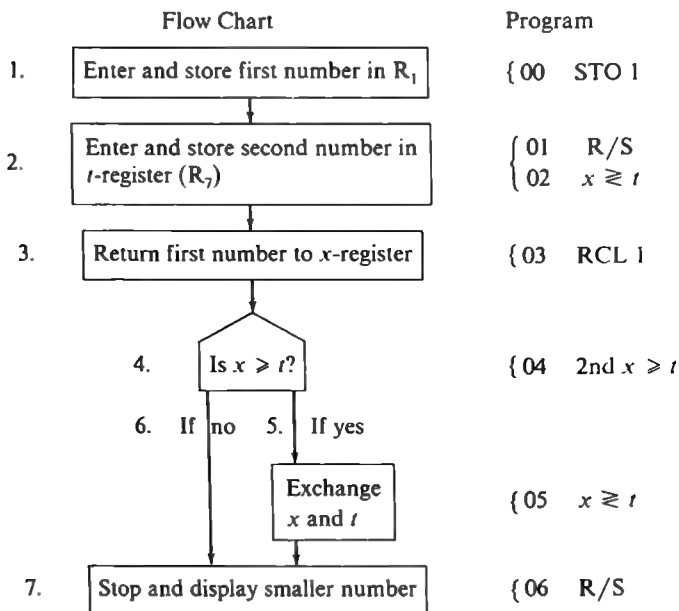 Flow Chart Program
1. Enter and store first number in R₁ {00 STO 1
2. Enter and store second number in
t-register (R₇)
{01 R/S
02 x ≷ t
3. Return first number to x-register {03 RCL 1
4. Is x ⩾ t? {04 2nd x ⩾ t
6. If no 5. If yes
Exchange
x and t
{05 x ≷ t
7. Stop and display smaller number {06 R/S